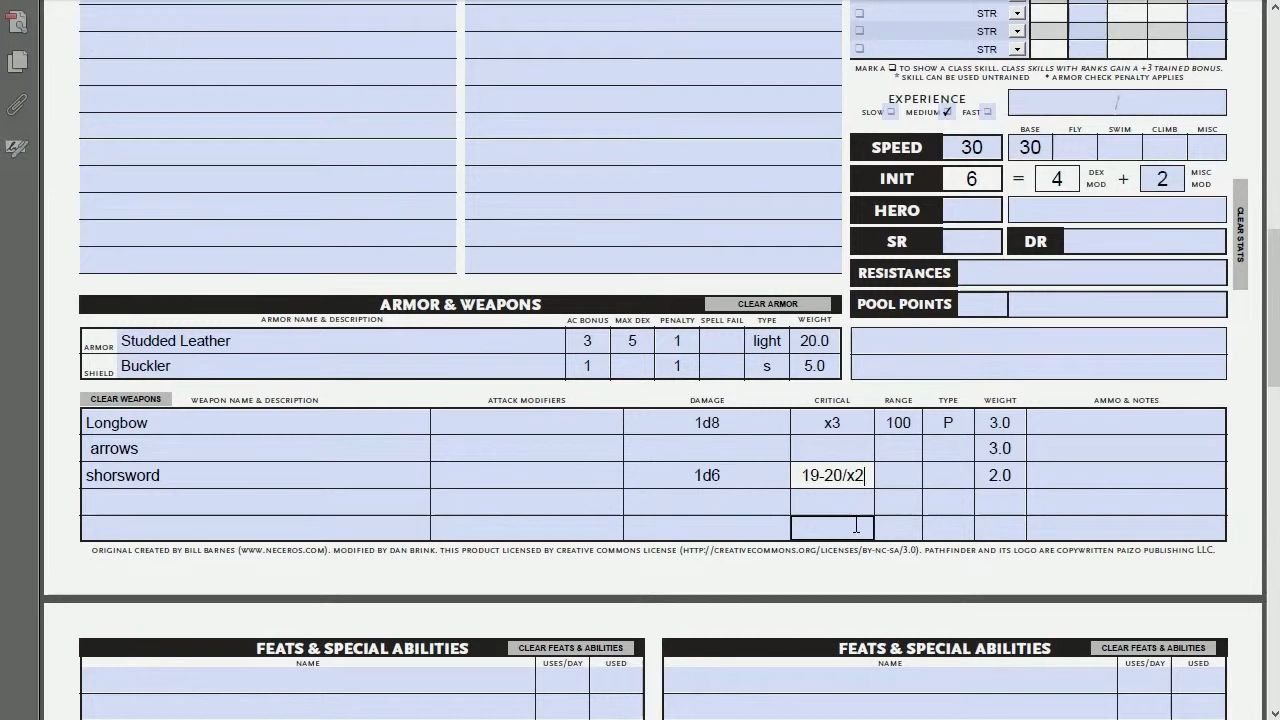 STR
STR
STR
MARK A ❏ TO SHOW A CLASS SKILL. CLASS SKILLS WITH RANKS GAIN A +3 TRAINED BONUS.
* SKILL CAN BE USED UNTRAINED * ARMOR CHECK PENALTY APPLIES
EXPERIENCE /
SLOW MEDIUM ✓ FAST
BASE FLY SWIM CLIMB MISC
SPEED 30 30
INIT 6 = 4 DEX MOD + 2 MISC MOD
HERO
SR DR
CLEAR STATS
RESISTANCES
POOL POINTS
ARMOR & WEAPONS CLEAR ARMOR
ARMOR NAME & DESCRIPTION AC BONUS MAX DEX PENALTY SPELL FAIL TYPE WEIGHT
ARMOR Studded Leather 3 5 1 light 20.0
SHIELD Buckler 1 1 s 5.0
CLEAR WEAPONS WEAPON NAME & DESCRIPTION ATTACK MODIFIERS DAMAGE CRITICAL RANGE TYPE WEIGHT AMMO & NOTES
Longbow 1d8 x3 100 P 3.0
arrows 3.0
shorsword 1d6 19-20/x2 2.0
ORIGINAL CREATED BY BILL BARNES (WWW.NECEROS.COM). MODIFIED BY DAN BRINK. THIS PRODUCT LICENSED BY CREATIVE COMMONS LICENSE (HTTP://CREATIVECOMMONS.ORG/LICENSES/BY-NC-SA/3.0). PATHFINDER AND ITS LOGO ARE COPYWRITTEN PAIZO PUBLISHING LLC.
FEATS & SPECIAL ABILITIES CLEAR FEATS & ABILITIES FEATS & SPECIAL ABILITIES CLEAR FEATS & ABILITIES
NAME USES/DAY USED NAME USES/DAY USED